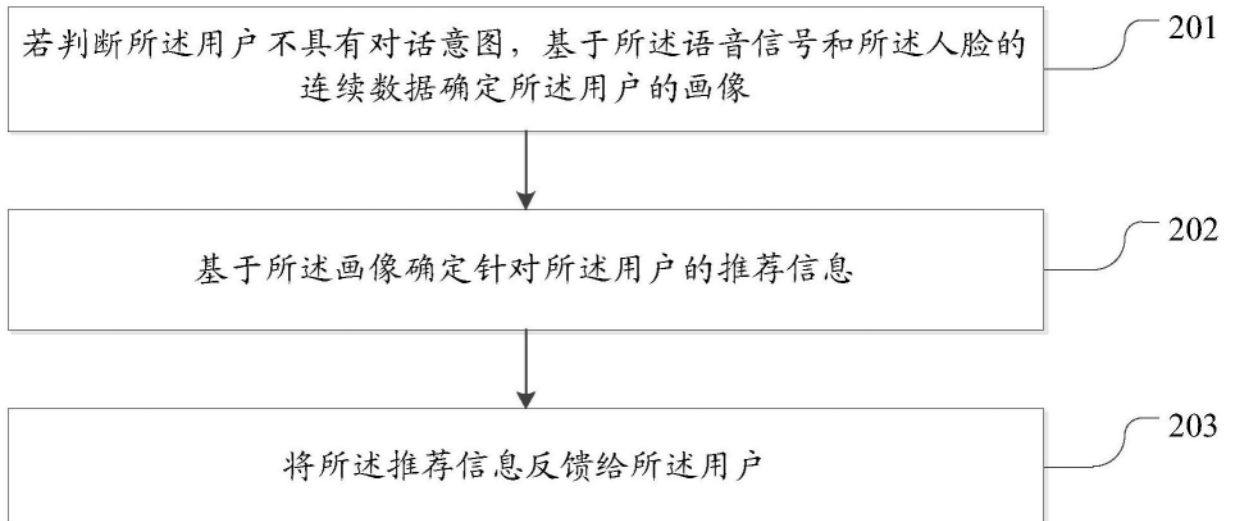 若判断所述用户不具有对话意图，基于所述语音信号和所述人脸的
连续数据确定所述用户的画像
201
基于所述画像确定针对所述用户的推荐信息
202
将所述推荐信息反馈给所述用户
203